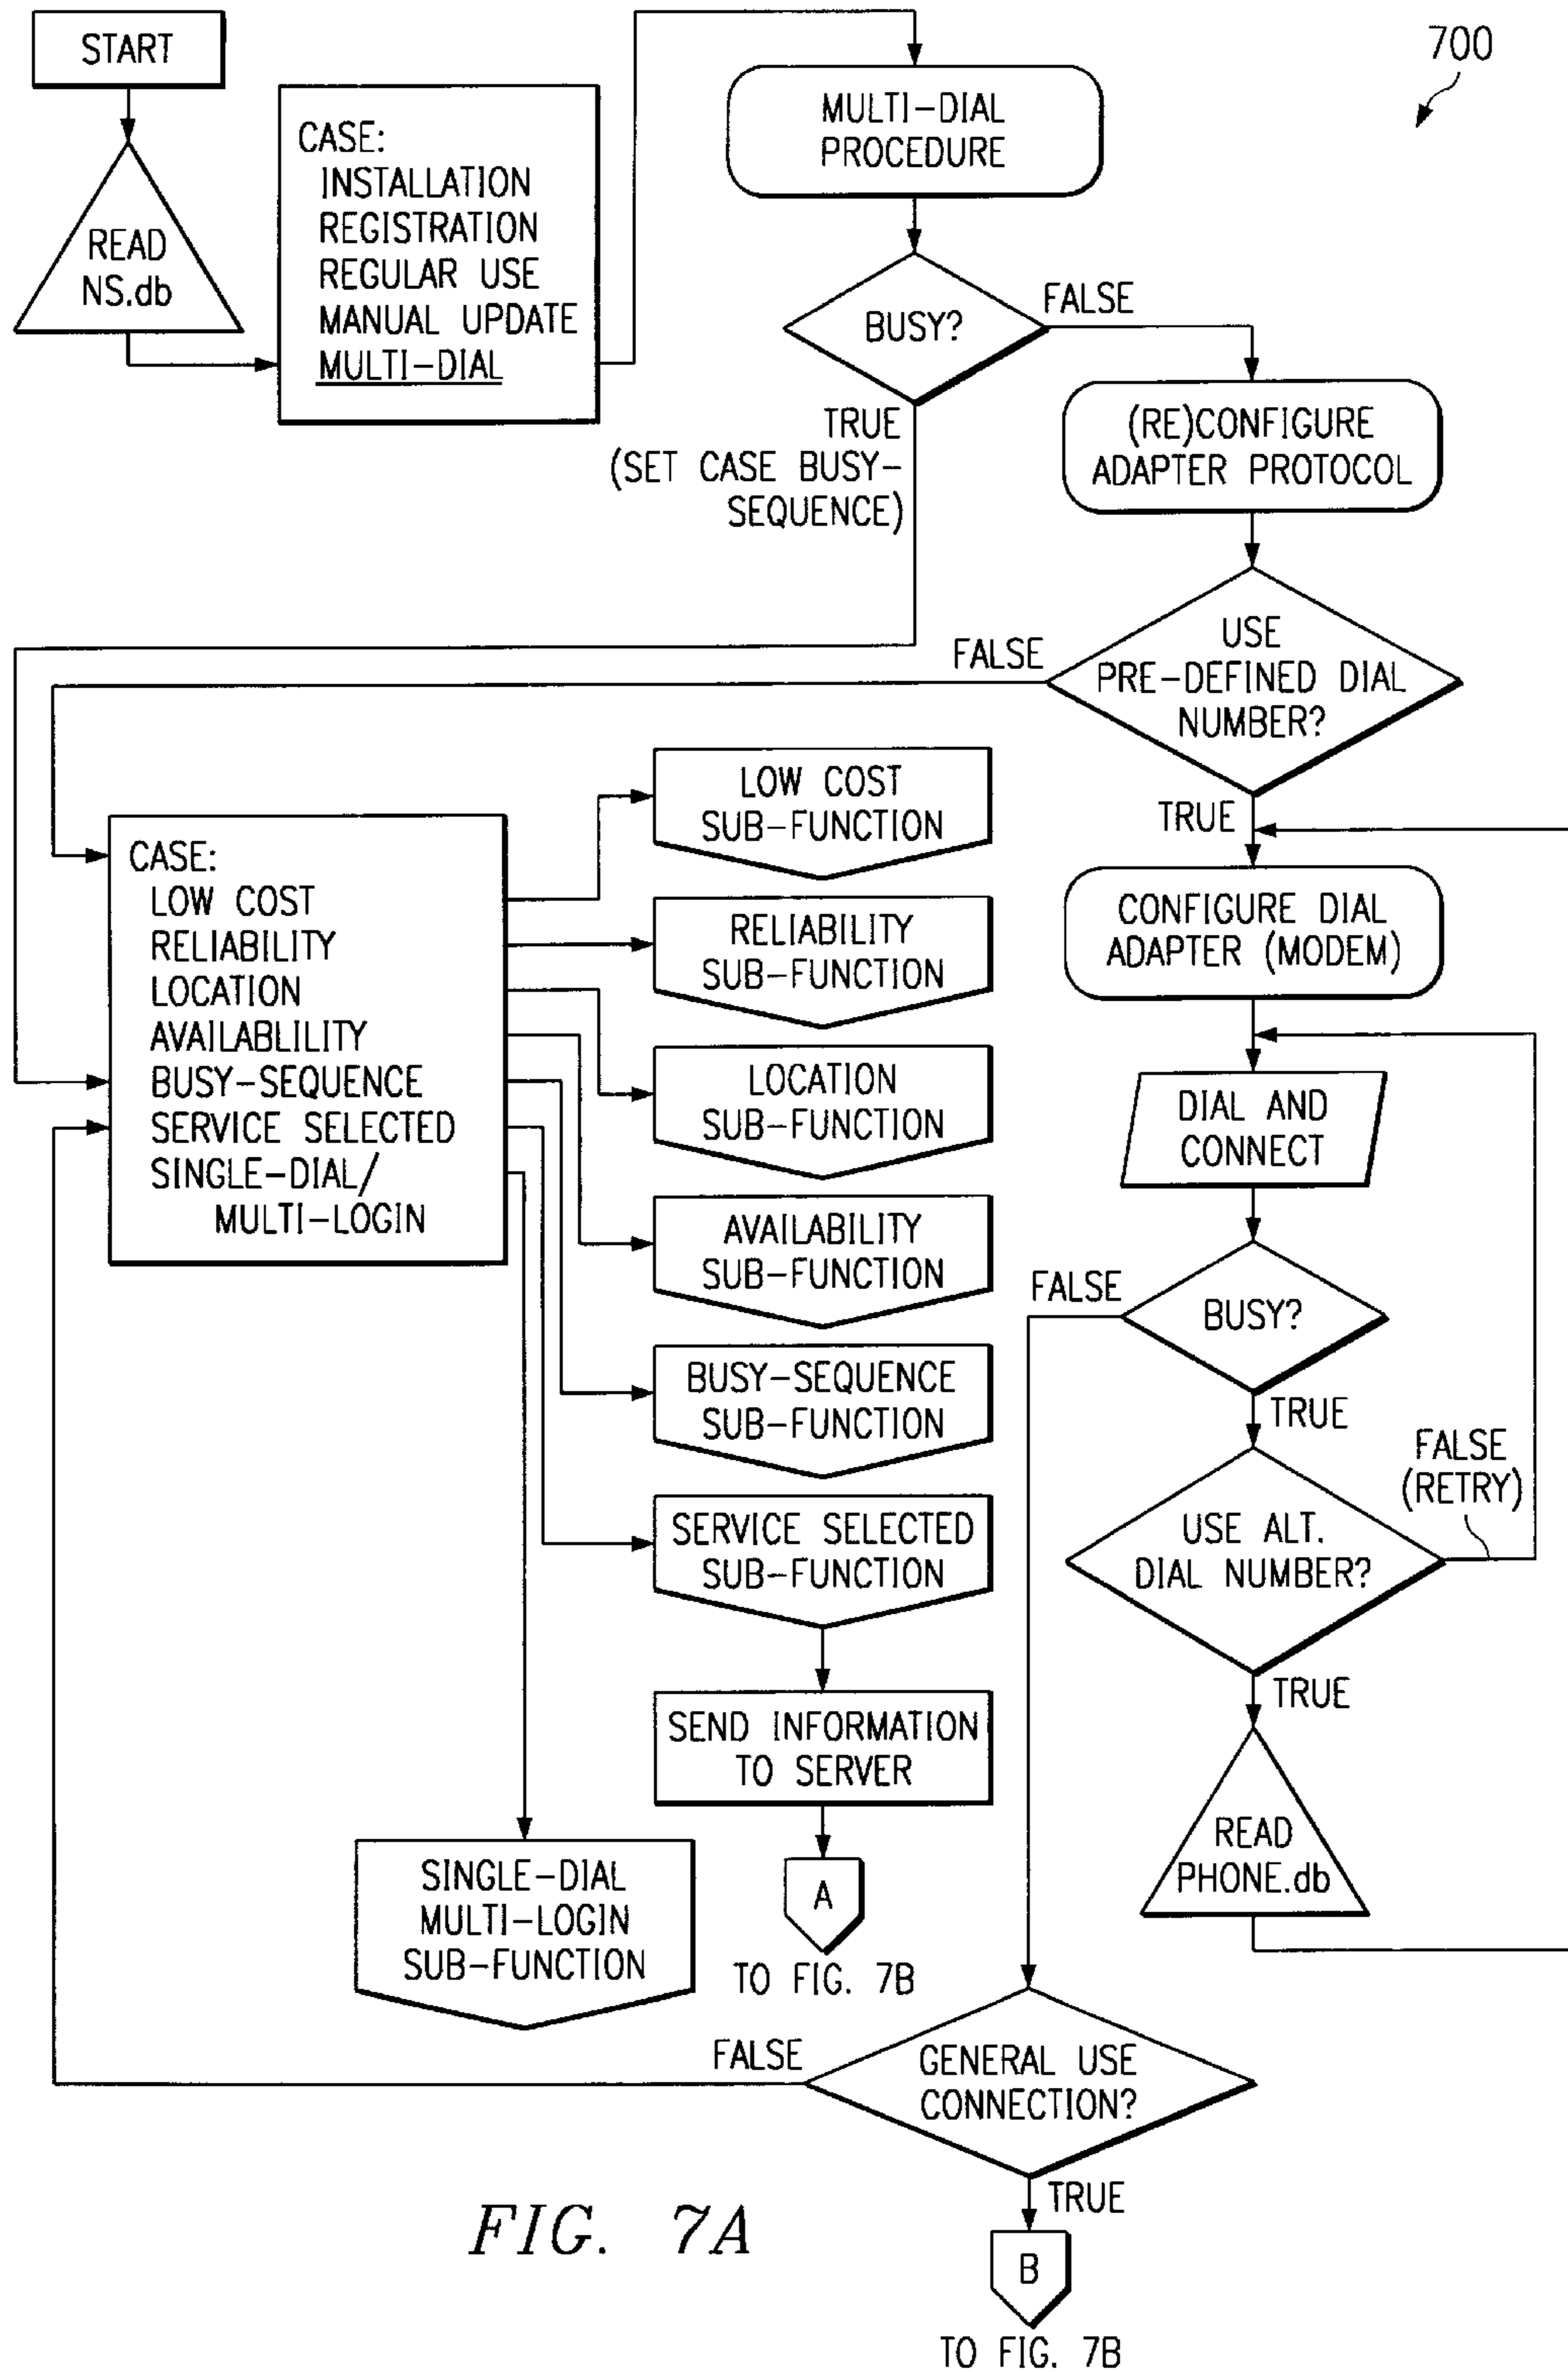 START
700
MULTI-DIAL
PROCEDURE
CASE:
INSTALLATION
REGISTRATION
REGULAR USE
MANUAL UPDATE
MULTI-DIAL
READ
NS.db
BUSY?
FALSE
TRUE
(SET CASE BUSY-
SEQUENCE)
(RE)CONFIGURE
ADAPTER PROTOCOL
USE
PRE-DEFINED DIAL
NUMBER?
FALSE
TRUE
CASE:
LOW COST
RELIABILITY
LOCATION
AVAILABLILITY
BUSY-SEQUENCE
SERVICE SELECTED
SINGLE-DIAL/
MULTI-LOGIN
LOW COST
SUB-FUNCTION
RELIABILITY
SUB-FUNCTION
LOCATION
SUB-FUNCTION
AVAILABILITY
SUB-FUNCTION
BUSY-SEQUENCE
SUB-FUNCTION
SERVICE SELECTED
SUB-FUNCTION
SEND INFORMATION
TO SERVER
A
TO FIG. 7B
SINGLE-DIAL
MULTI-LOGIN
SUB-FUNCTION
CONFIGURE DIAL
ADAPTER (MODEM)
DIAL AND
CONNECT
BUSY?
FALSE
TRUE
USE ALT.
DIAL NUMBER?
FALSE
(RETRY)
TRUE
READ
PHONE.db
GENERAL USE
CONNECTION?
FALSE
TRUE
B
TO FIG. 7B
FIG. 7A